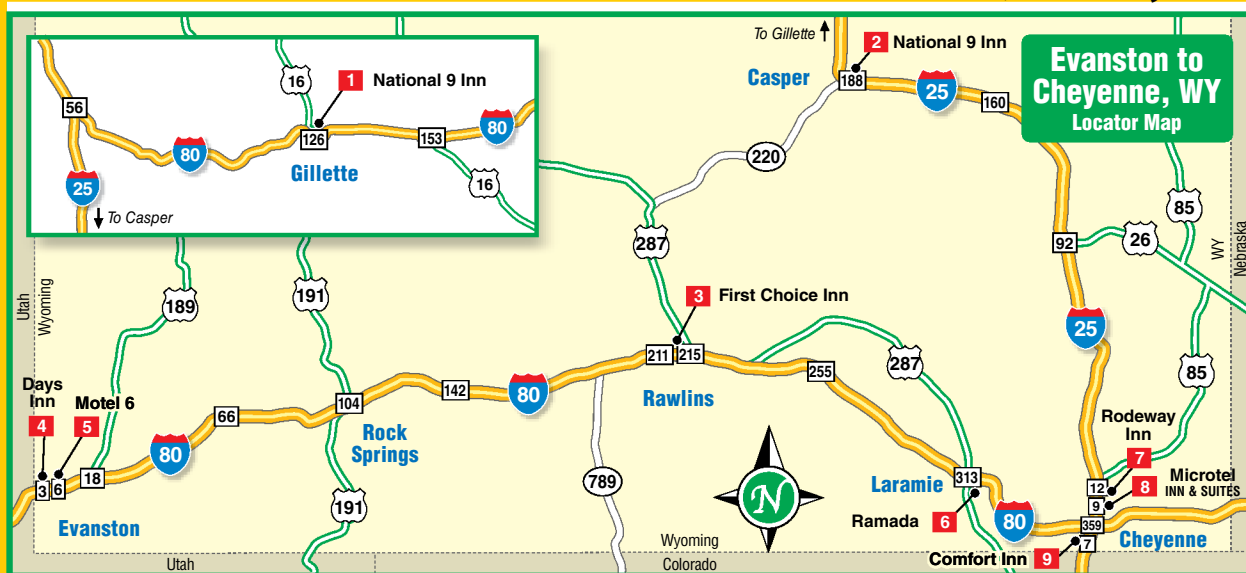 Evanston to
Cheyenne, WY
Locator Map
To Gillette
2 National 9 Inn
Casper
188
25
160
16
1 National 9 Inn
56
80
126
153
80
Gillette
16
25
To Casper
220
85
287
92
26
WY
Nebraska
Utah
Wyoming
189
191
3 First Choice Inn
25
211
215
287
85
Rawlins
255
142
80
104
66
Rock
Springs
Days
Inn
4
Motel 6
5
80
3
6
18
Evanston
191
789
N
Laramie
313
Ramada 6
80
Rodeway
Inn
7
12
8 Microtel
INN & SUITES
9
359
7
Cheyenne
Comfort Inn 9
Wyoming
Utah
Colorado